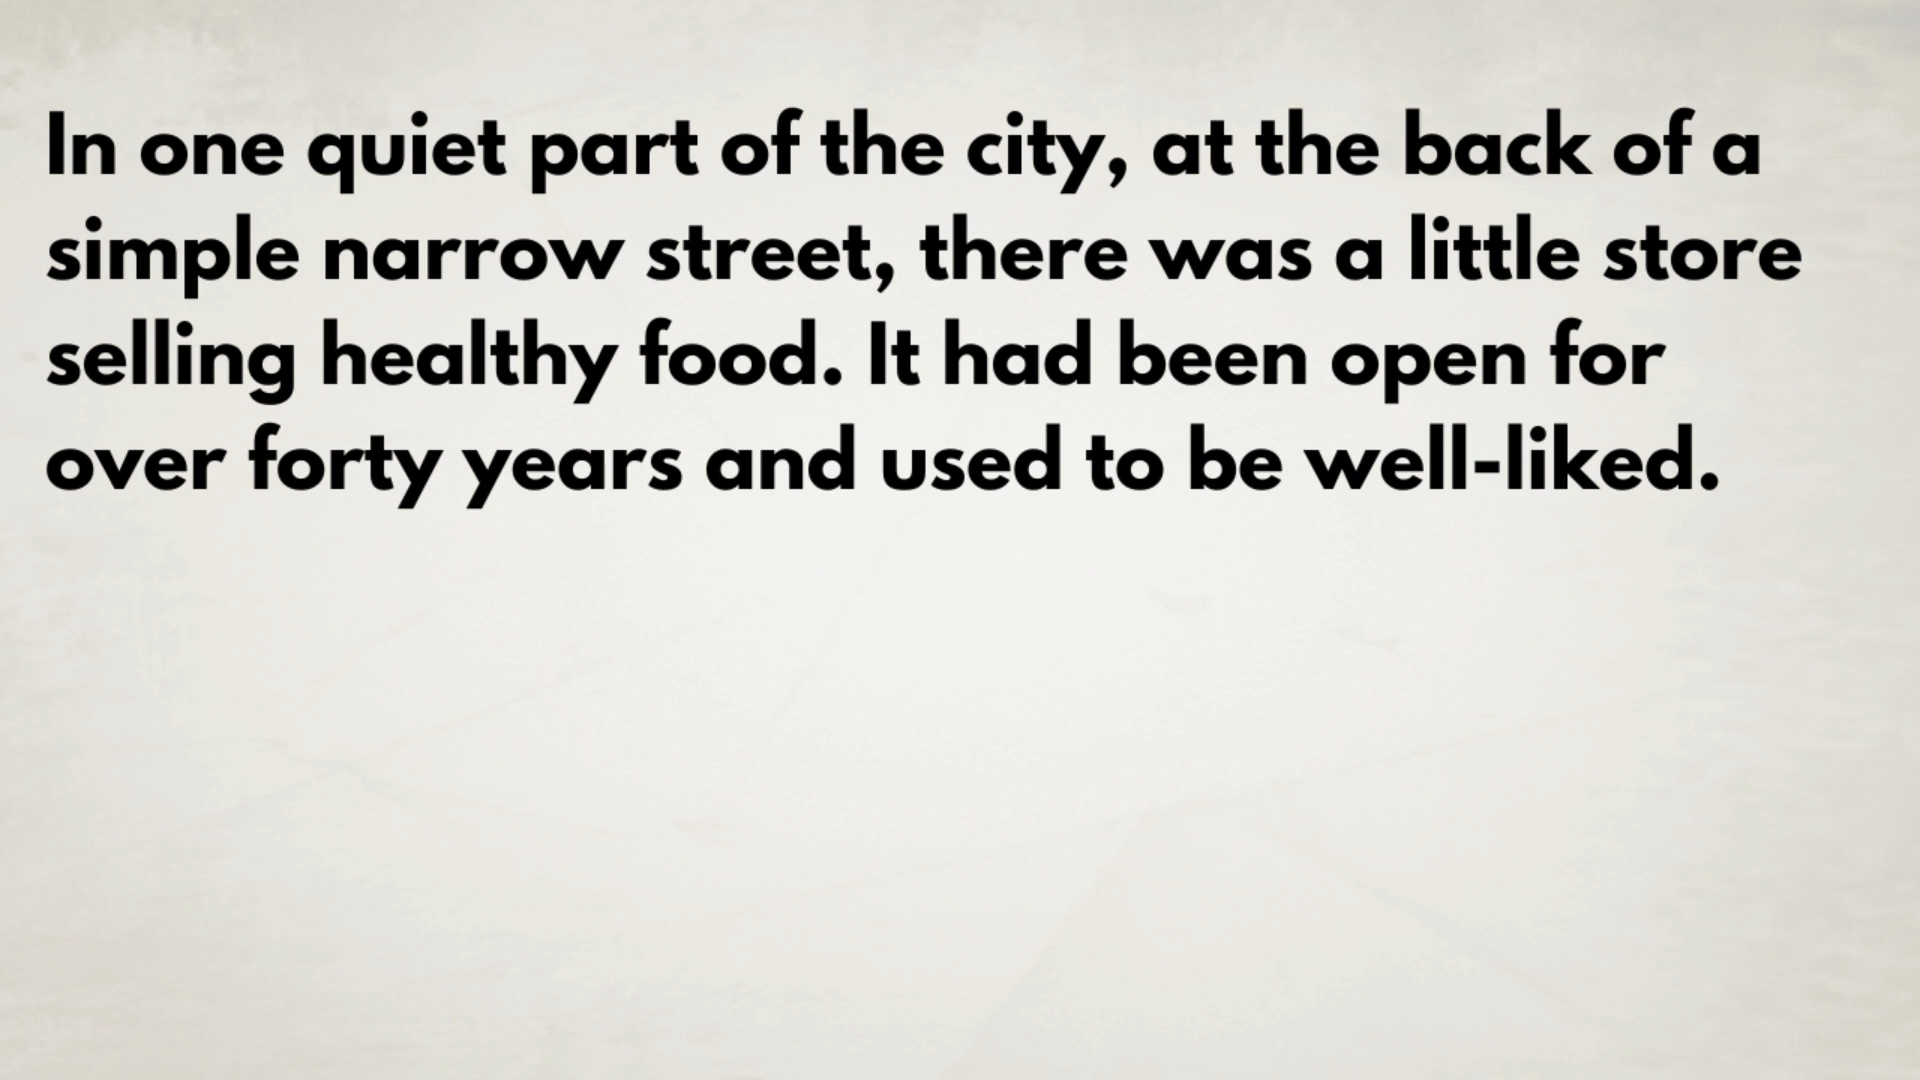 In one quiet part of the city, at the back of a
simple narrow street, there was a little store
selling healthy food. It had been open for
over forty years and used to be well-liked.